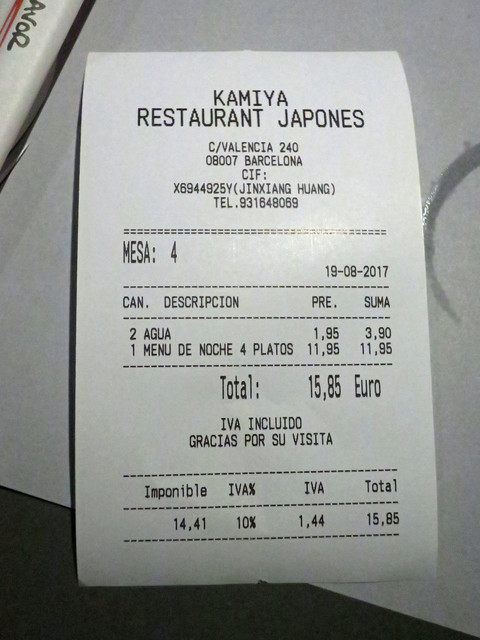 KAMIYA
RESTAURANT JAPONES
C/VALENCIA 240
08007 BARCELONA
CIF:
X6944925Y(JINXIANG HUANG)
TEL.931648069
MESA: 4
19-08-2017
CAN. DESCRIPCION PRE. SUMA
2 AGUA 1,95 3,90
1 MENU DE NOCHE 4 PLATOS 11,95 11,95
Total: 15,85 Euro
IVA INCLUIDO
GRACIAS POR SU VISITA
Imponible IVA% IVA Total
14,41 10% 1,44 15,85